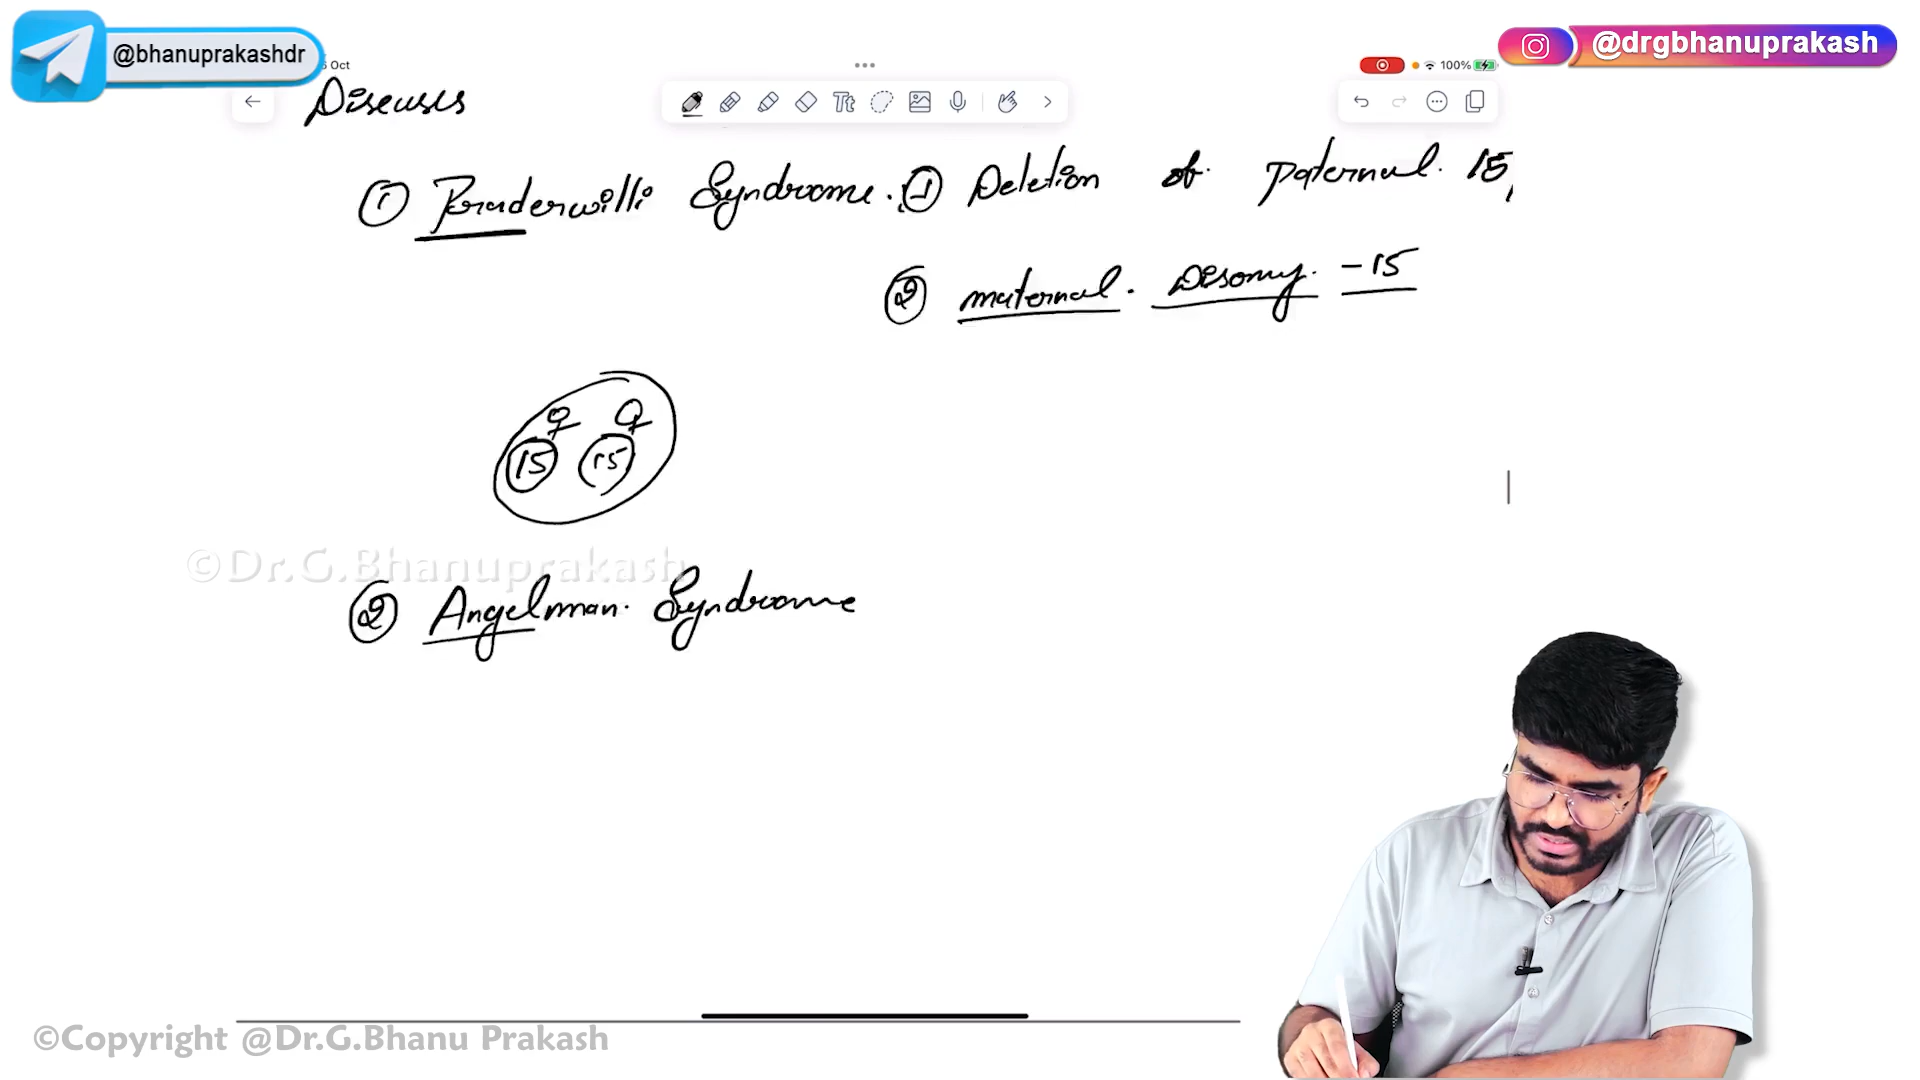 @bhanuprakashdr
@drgbhanuprakash
Oct
100%
Tt
Diseases
① Praderwilli Syndrome. ① Deletion of paternal. 15,
② maternal. Disomy. - 15
♀ ♀
15 15
©Dr.G.Bhanuprakash
② Angelman. Syndrome
©Copyright @Dr.G.Bhanu Prakash